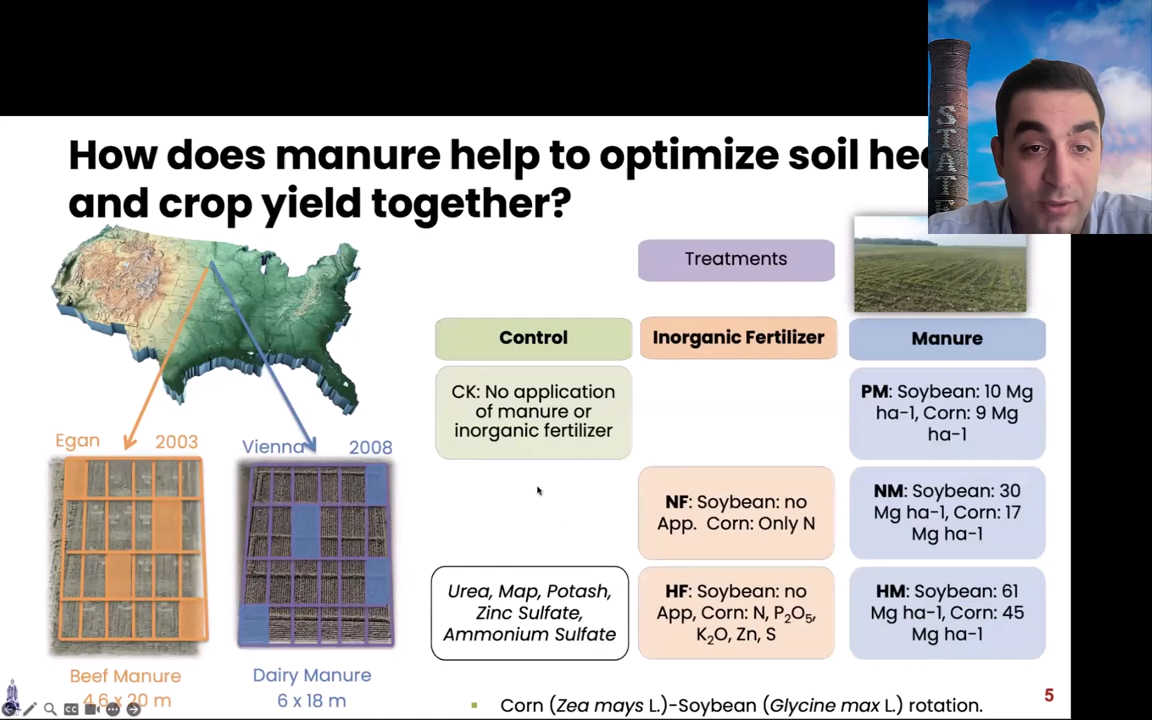 How does manure help to optimize soil
and crop yield together?
STATE
Treatments
Control
Inorganic Fertilizer
Manure
CK: No application
of manure or
inorganic fertilizer
PM: Soybean: 10 Mg
ha-1, Corn: 9 Mg
ha-1
NF: Soybean: no
App. Corn: Only N
NM: Soybean: 30
Mg ha-1, Corn: 17
Mg ha-1
Urea, Map, Potash,
Zinc Sulfate,
Ammonium Sulfate
HF: Soybean: no
App, Corn: N, P₂O₅,
K₂O, Zn, S
HM: Soybean: 61
Mg ha-1, Corn: 45
Mg ha-1
Egan 2003
Vienna 2008
Beef Manure
4.6 x 20 m
Dairy Manure
6 x 18 m
Corn (Zea mays L.)-Soybean (Glycine max L.) rotation.
5